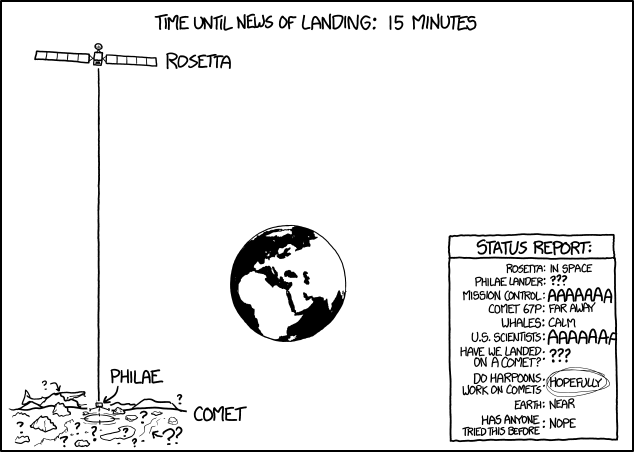 TIME UNTIL NEWS OF LANDING: 15 MINUTES
ROSETTA
STATUS REPORT:
ROSETTA: IN SPACE
PHILAE LANDER: ???
MISSION CONTROL: AAAAAAA
COMET 67P: FAR AWAY
WHALES: CALM
U.S. SCIENTISTS: AAAAAAA
HAVE WE LANDED
ON A COMET?: ???
DO HARPOONS
WORK ON COMETS: HOPEFULLY
EARTH: NEAR
HAS ANYONE
TRIED THIS BEFORE: NOPE
PHILAE
COMET
?
?
?
?
?
?
?
?
?
??